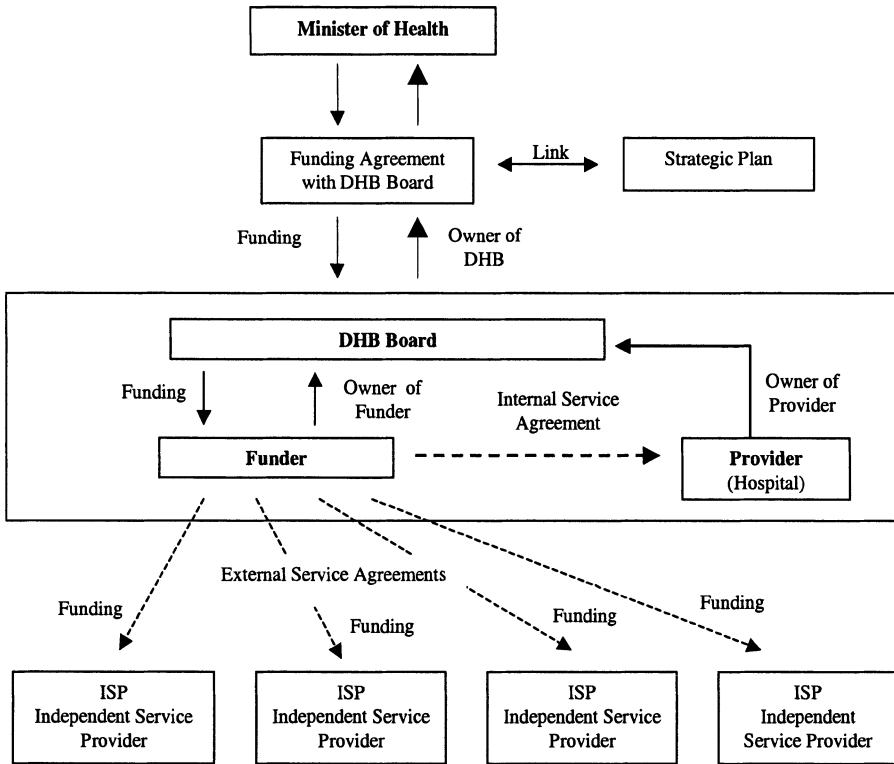 Minister of Health
Funding Agreement
with DHB Board
Link
Strategic Plan
Funding
Owner of
DHB
DHB Board
Funding
Owner of
Funder
Internal Service
Agreement
Owner of
Provider
Funder
Provider
(Hospital)
External Service Agreements
Funding
Funding
Funding
Funding
ISP
Independent Service
Provider
ISP
Independent Service
Provider
ISP
Independent Service
Provider
ISP
Independent
Service Provider